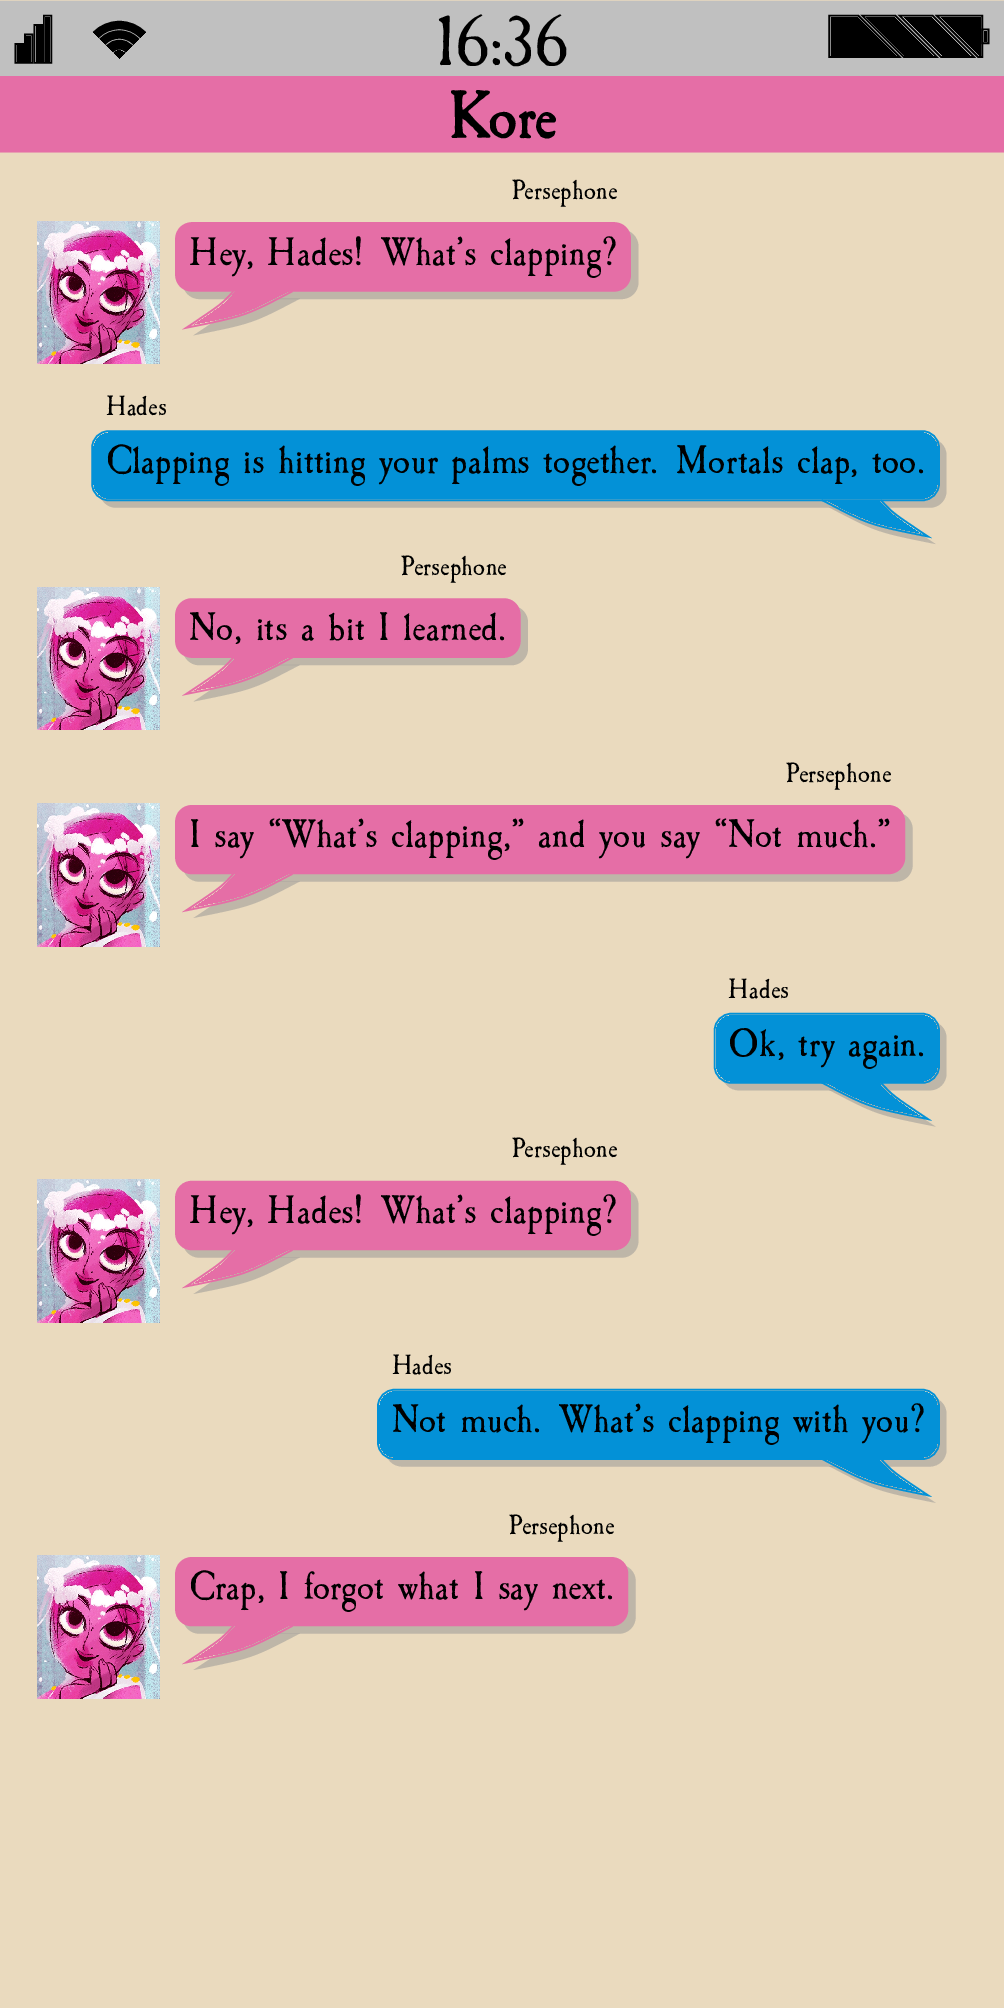 16:36
Kore
Persephone
Hey, Hades! What's clapping?
Hades
Clapping is hitting your palms together. Mortals clap, too.
Persephone
No, its a bit I learned.
Persephone
I say “What's clapping,” and you say “Not much.”
Hades
Ok, try again.
Persephone
Hey, Hades! What's clapping?
Hades
Not much. What's clapping with you?
Persephone
Crap, I forgot what I say next.